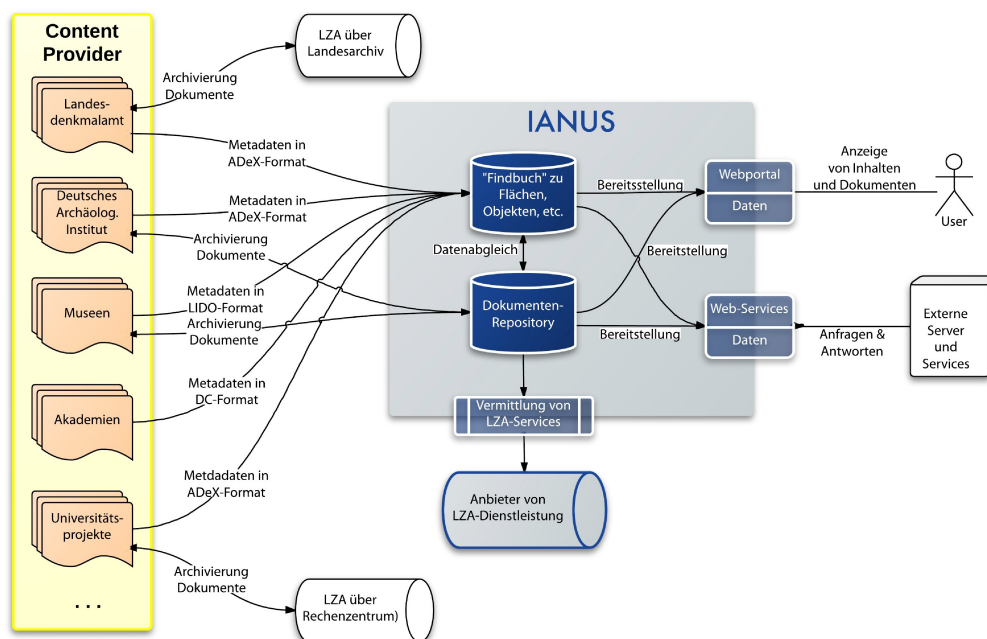 Content
Provider
Landes-
denkmalamt
Deutsches
Archäolog.
Institut
Museen
Akademien
Universitäts-
projekte
. . .
LZA über
Landesarchiv
Archivierung
Dokumente
Metadaten in
ADeX-Format
Metadaten in
ADeX-Format
Archivierung
Dokumente
Metadaten in
LIDO-Format
Archivierung
Dokumente
Metadaten in
DC-Format
Metdadaten in
ADeX-Format
Archivierung
Dokumente
LZA über
Rechenzentrum)
IANUS
"Findbuch" zu
Flächen,
Objekten, etc.
Datenabgleich
Dokumenten-
Repository
Bereitsstellung
Bereitstellung
Bereitstellung
Webportal
Daten
Web-Services
Daten
Vermittlung von
LZA-Services
Anbieter von
LZA-Dienstleistung
Anzeige
von Inhalten
und Dokumenten
User
Anfragen &
Antworten
Externe
Server
und
Services